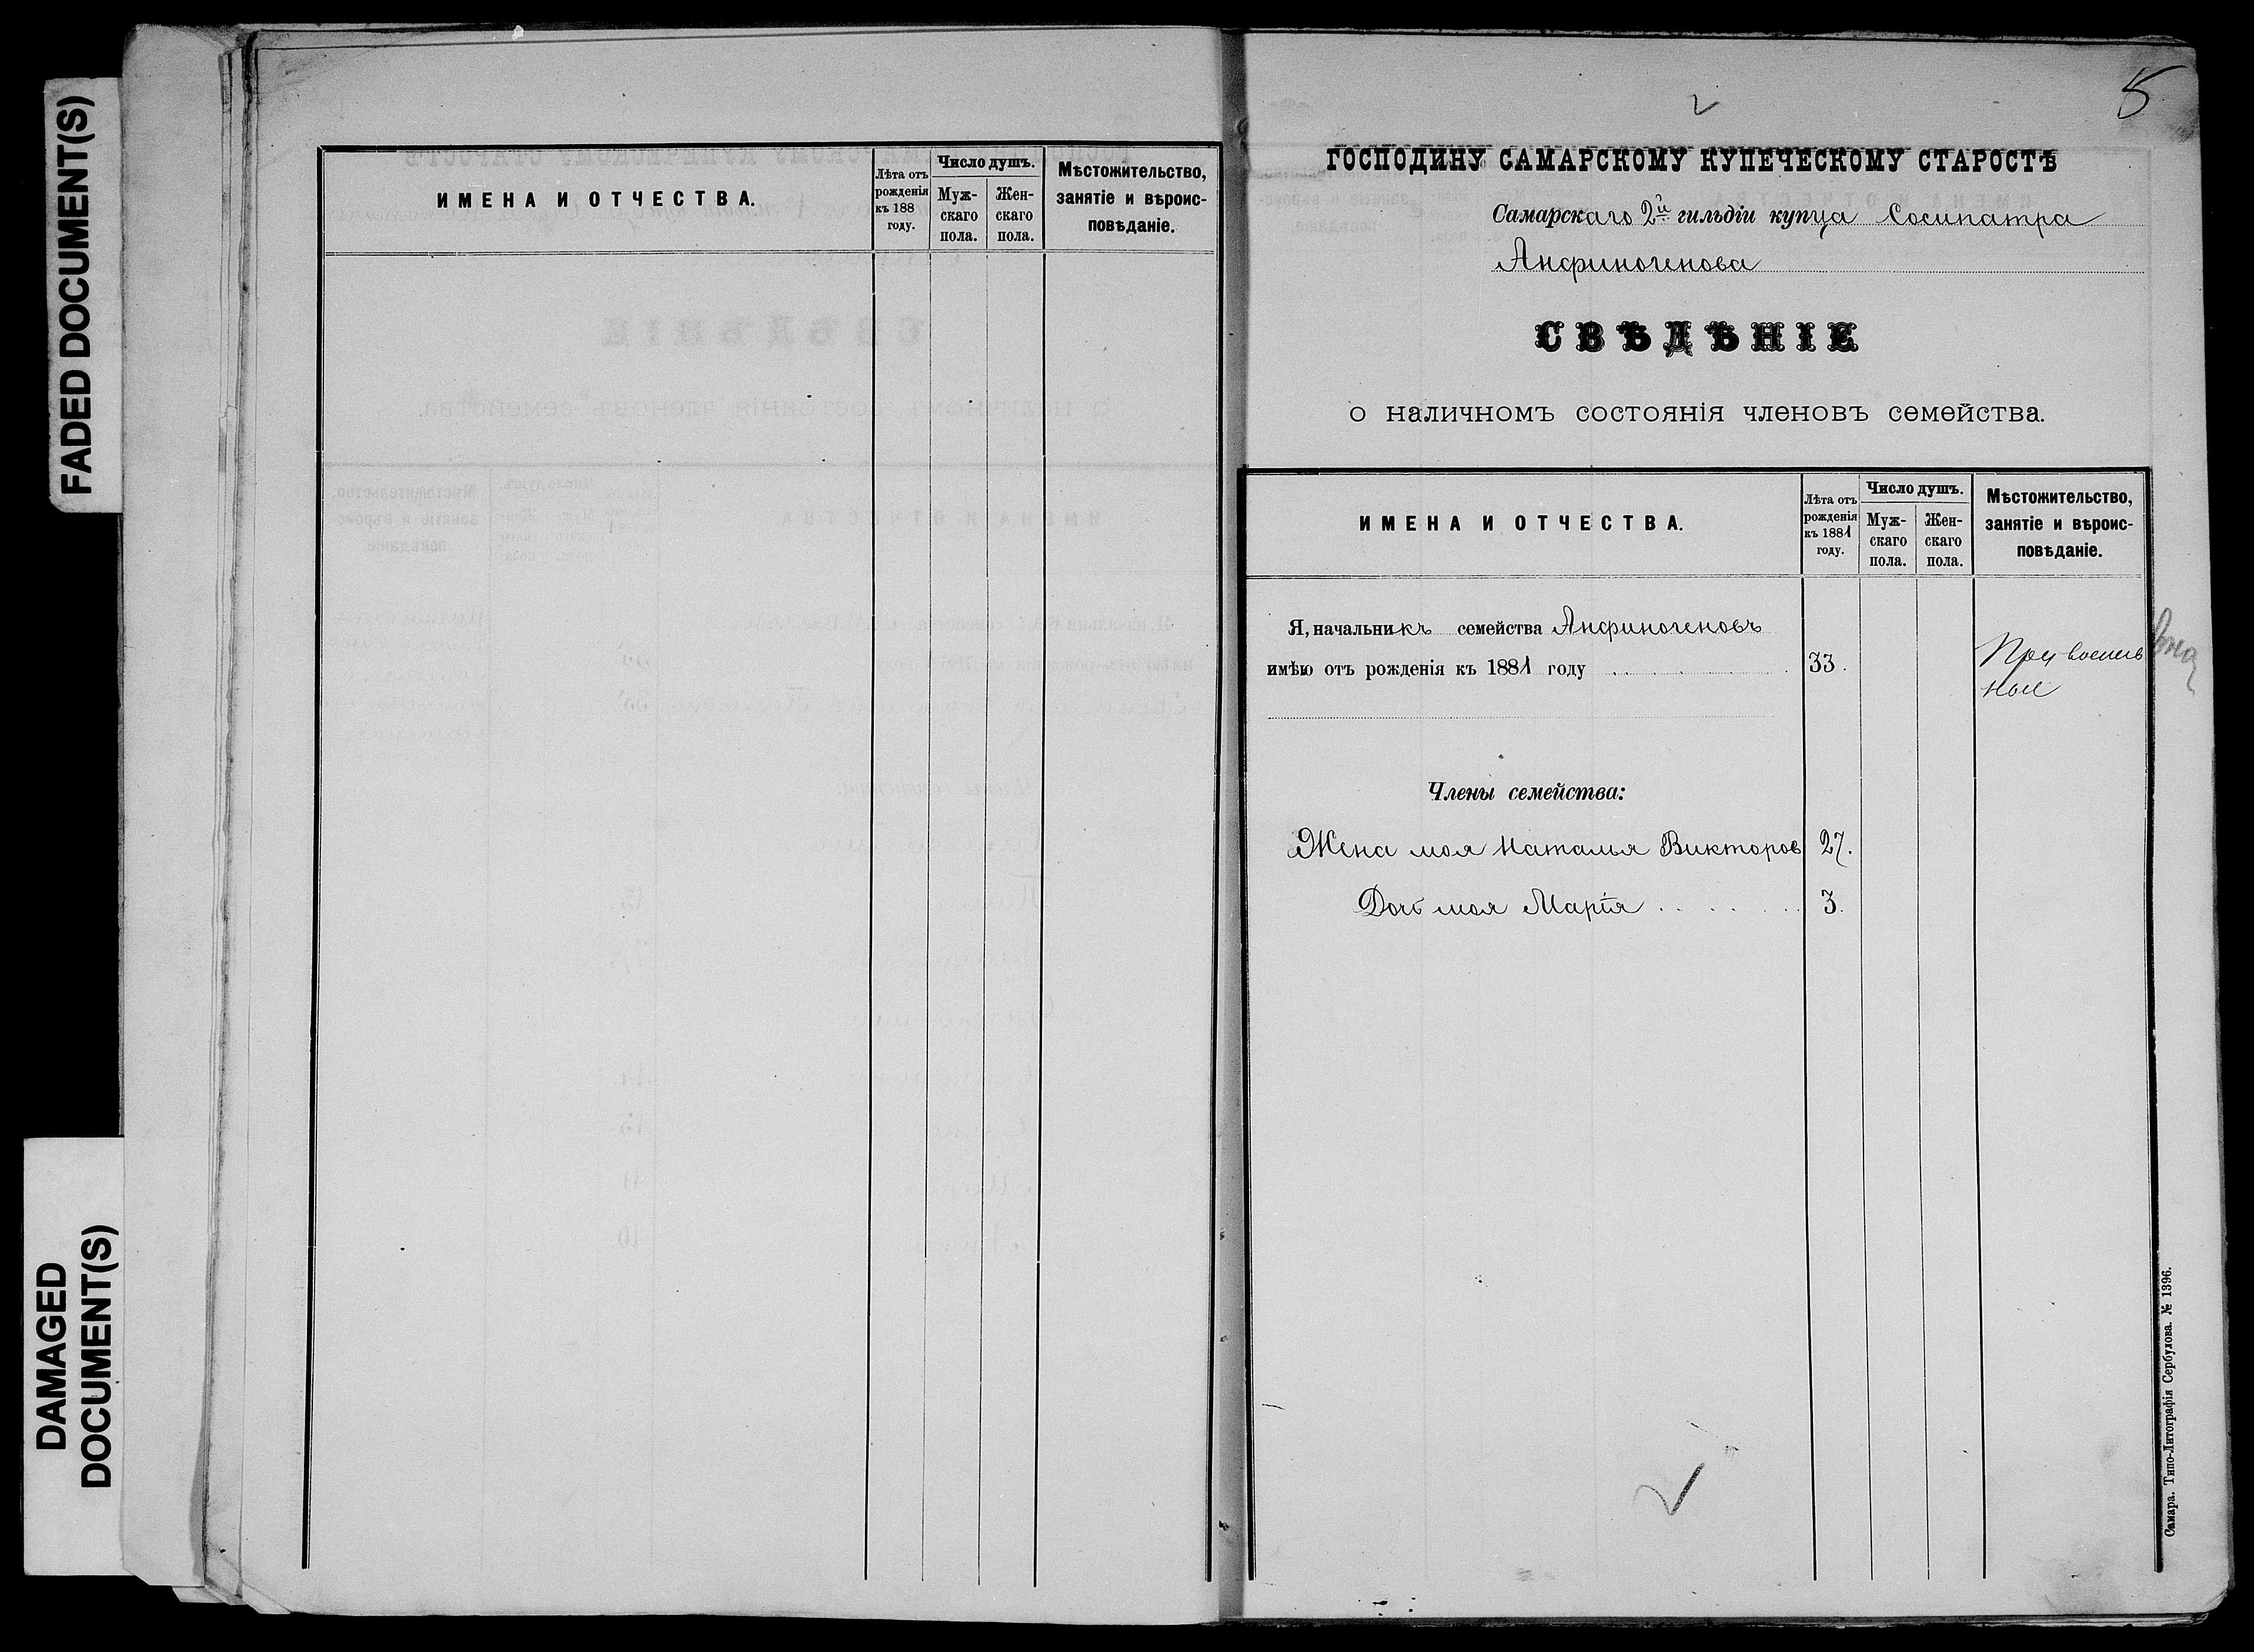 FADED DOCUMENT(S)
DAMAGED
DOCUMENT(S)
ИМЕНА И ОТЧЕСТВА.
Лѣта отъ
рожденія
къ 188
году.
Число душъ.
Муж-
скаго
пола.
Жен-
скаго
пола.
Мѣстожительство,
занятіе и вѣроис-
повѣданіе.
5
ГОСПОДИНУ САМАРСКОМУ КУПЕЧЕСКОМУ СТАРОСТѢ
Самарскаго 2й гильдіи купца Сосипатра
Анфиногенова
СВѢДѢНІЕ
о наличномъ состоянія членовъ семейства.
ИМЕНА И ОТЧЕСТВА.
Лѣта отъ
рожденія
къ 1881
году.
Число душъ.
Муж-
скаго
пола.
Жен-
скаго
пола.
Мѣстожительство,
занятіе и вѣроис-
повѣданіе.
Я, начальникъ семейства Анфиногеновъ
имѣю отъ рожденія къ 1881 году 33.
Члены семейства:
Жена моя Наталья Викторов 27.
Дочь моя Марія 3.
Самара. Типо-Литографія Сербулова. № 1396.